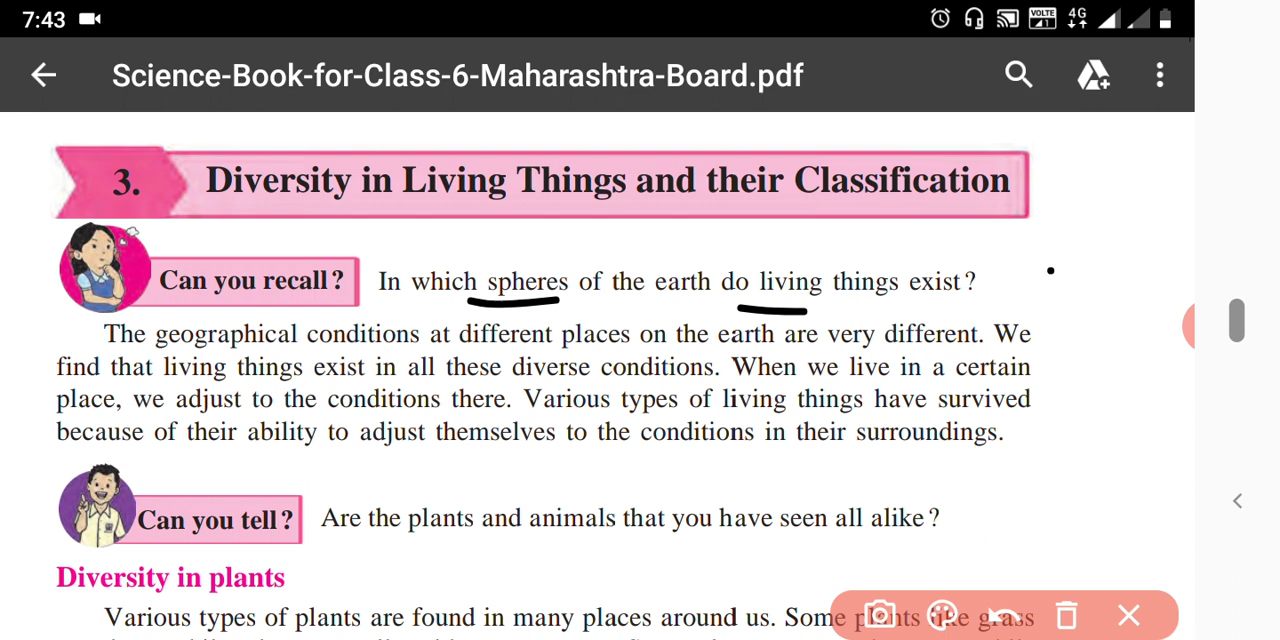 7:43 VOLTE 1 4G
Science-Book-for-Class-6-Maharashtra-Board.pdf
3. Diversity in Living Things and their Classification
Can you recall? In which spheres of the earth do living things exist?
The geographical conditions at different places on the earth are very different. We
find that living things exist in all these diverse conditions. When we live in a certain
place, we adjust to the conditions there. Various types of living things have survived
because of their ability to adjust themselves to the conditions in their surroundings.
Can you tell? Are the plants and animals that you have seen all alike?
Diversity in plants
Various types of plants are found in many places around us. Some plants like grass